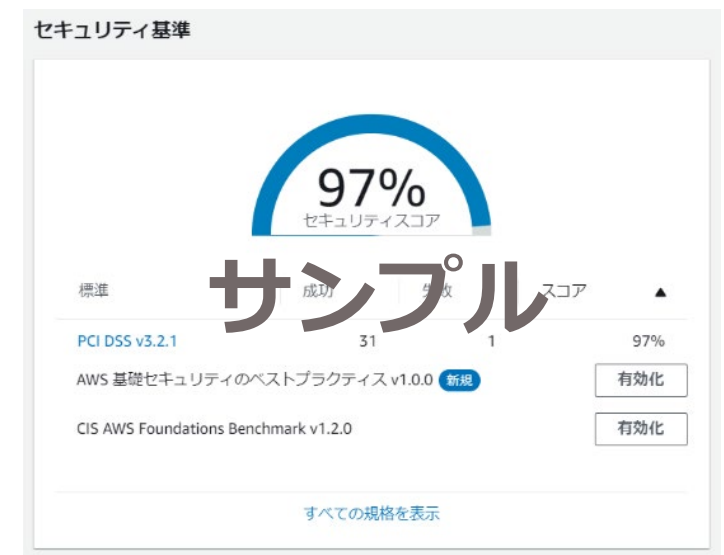 セキュリティ基準
97%
セキュリティスコア
サンプル
標準 成功 失敗 スコア ▲
PCI DSS v3.2.1 31 1 97%
AWS 基礎セキュリティのベストプラクティス v1.0.0 新規 有効化
CIS AWS Foundations Benchmark v1.2.0 有効化
すべての規格を表示